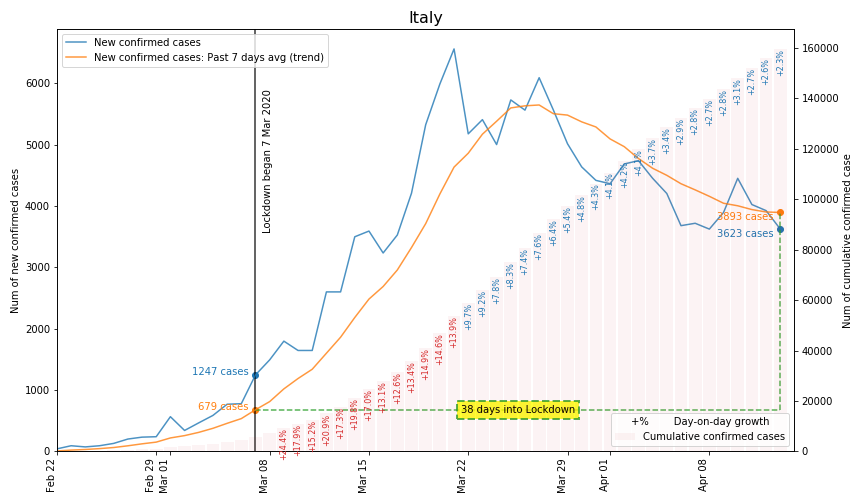 Italy
New confirmed cases
New confirmed cases: Past 7 days avg (trend)
Num of new confirmed cases
0
1000
2000
3000
4000
5000
6000
Lockdown began 7 Mar 2020
1247 cases
679 cases
+24.4%
+17.9%
+15.2%
+20.9%
+17.3%
+19.8%
+17.0%
+13.1%
+12.6%
+13.4%
+14.9%
+14.6%
+13.9%
+9.7%
+9.2%
+7.8%
+8.3%
+7.4%
+7.6%
+6.4%
+5.4%
+4.8%
+4.3%
+4.2%
+3.7%
+3.4%
+2.9%
+2.8%
+2.7%
+2.8%
+3.1%
+2.7%
+2.6%
+2.3%
3893 cases
3623 cases
38 days into Lockdown
+% Day-on-day growth
Cumulative confirmed cases
0
20000
40000
60000
80000
100000
120000
140000
160000
Num of cumulative confirmed case
Feb 22
Feb 29
Mar 01
Mar 08
Mar 15
Mar 22
Mar 29
Apr 01
Apr 08